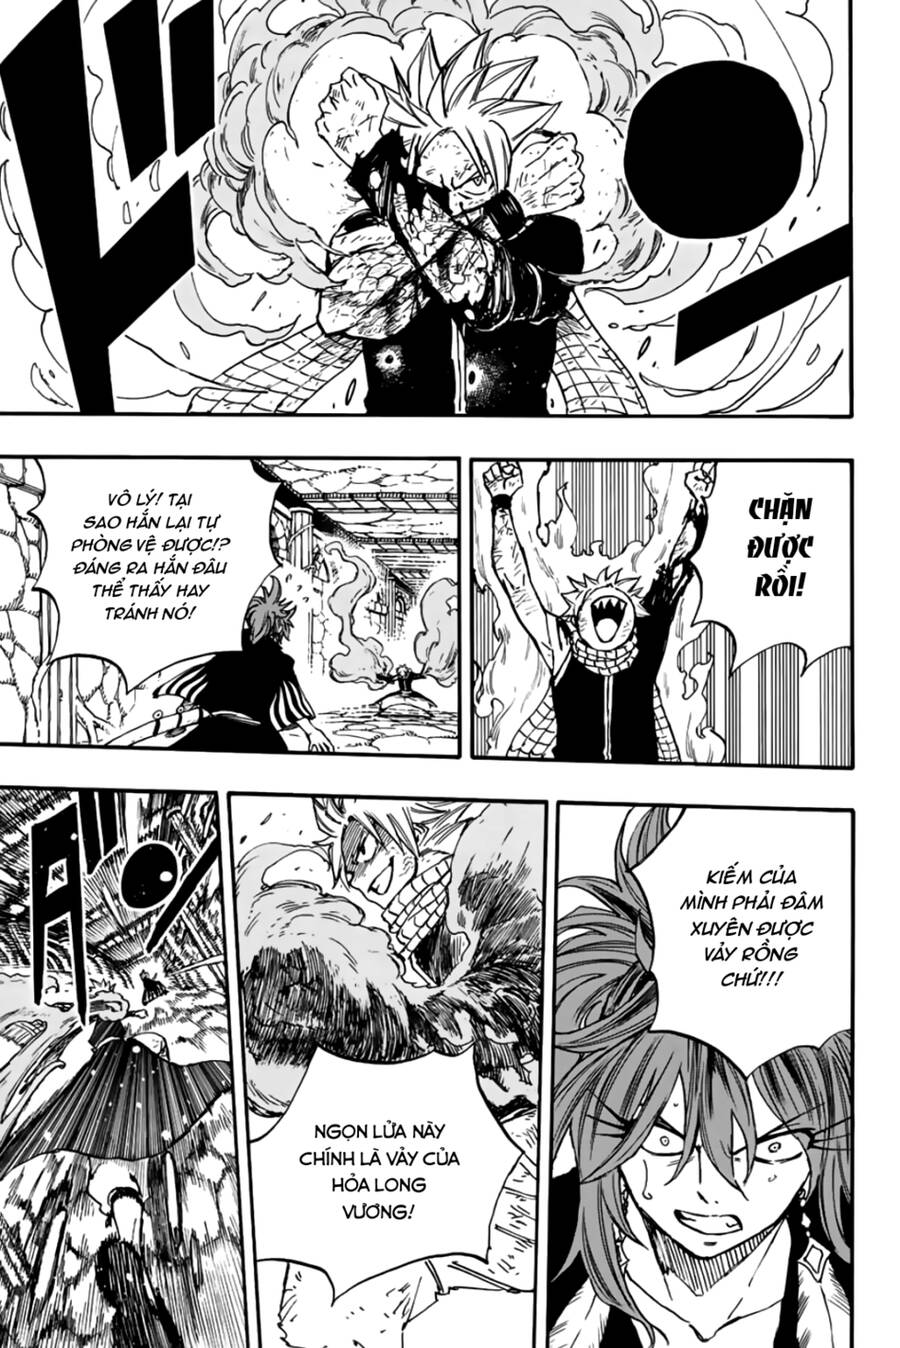 CHẶN
ĐƯỢC
RỒI!
VÔ LÝ! TẠI
SAO HẮN LẠI TỰ
PHÒNG VỆ ĐƯỢC!?
ĐÁNG RA HẮN ĐÂU
THỂ THẤY HAY
TRÁNH NÓ!
KIẾM CỦA
MÌNH PHẢI ĐÂM
XUYÊN ĐƯỢC
VẢY RỒNG
CHỨ!!!
NGỌN LỬA NÀY
CHÍNH LÀ VẢY CỦA
HỎA LONG
VƯƠNG!